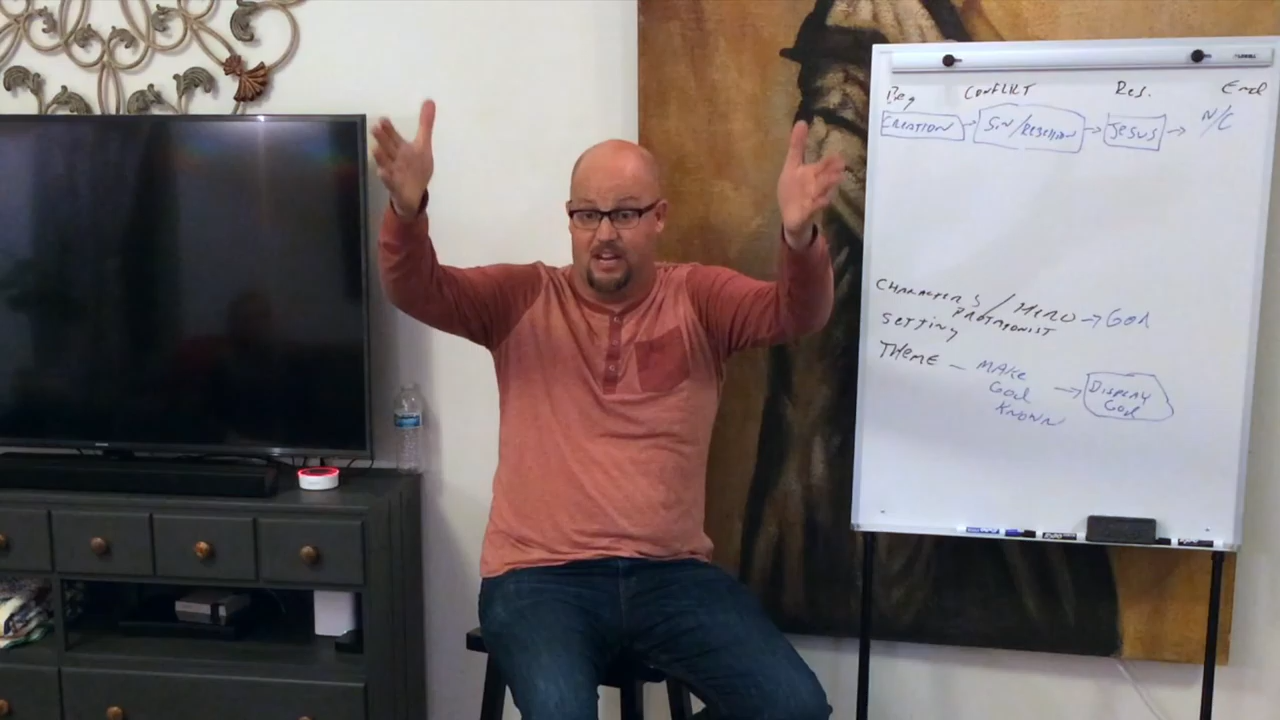 Beg CONFLICT Res. End
CREATION → SIN/REBELLION → JESUS → N/C
CHARACTERS / HERO → GOD
PROTAGONIST
SETTING
THEME – MAKE
GOD
KNOWN
→ DISPLAY
GOD